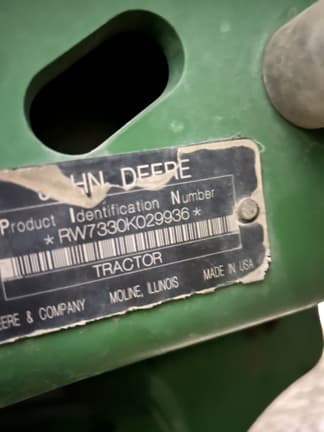 JOHN DEERE
Product Identification Number
*RW7330K029936*
TRACTOR
DEERE & COMPANY MOLINE, ILLINOIS MADE IN USA